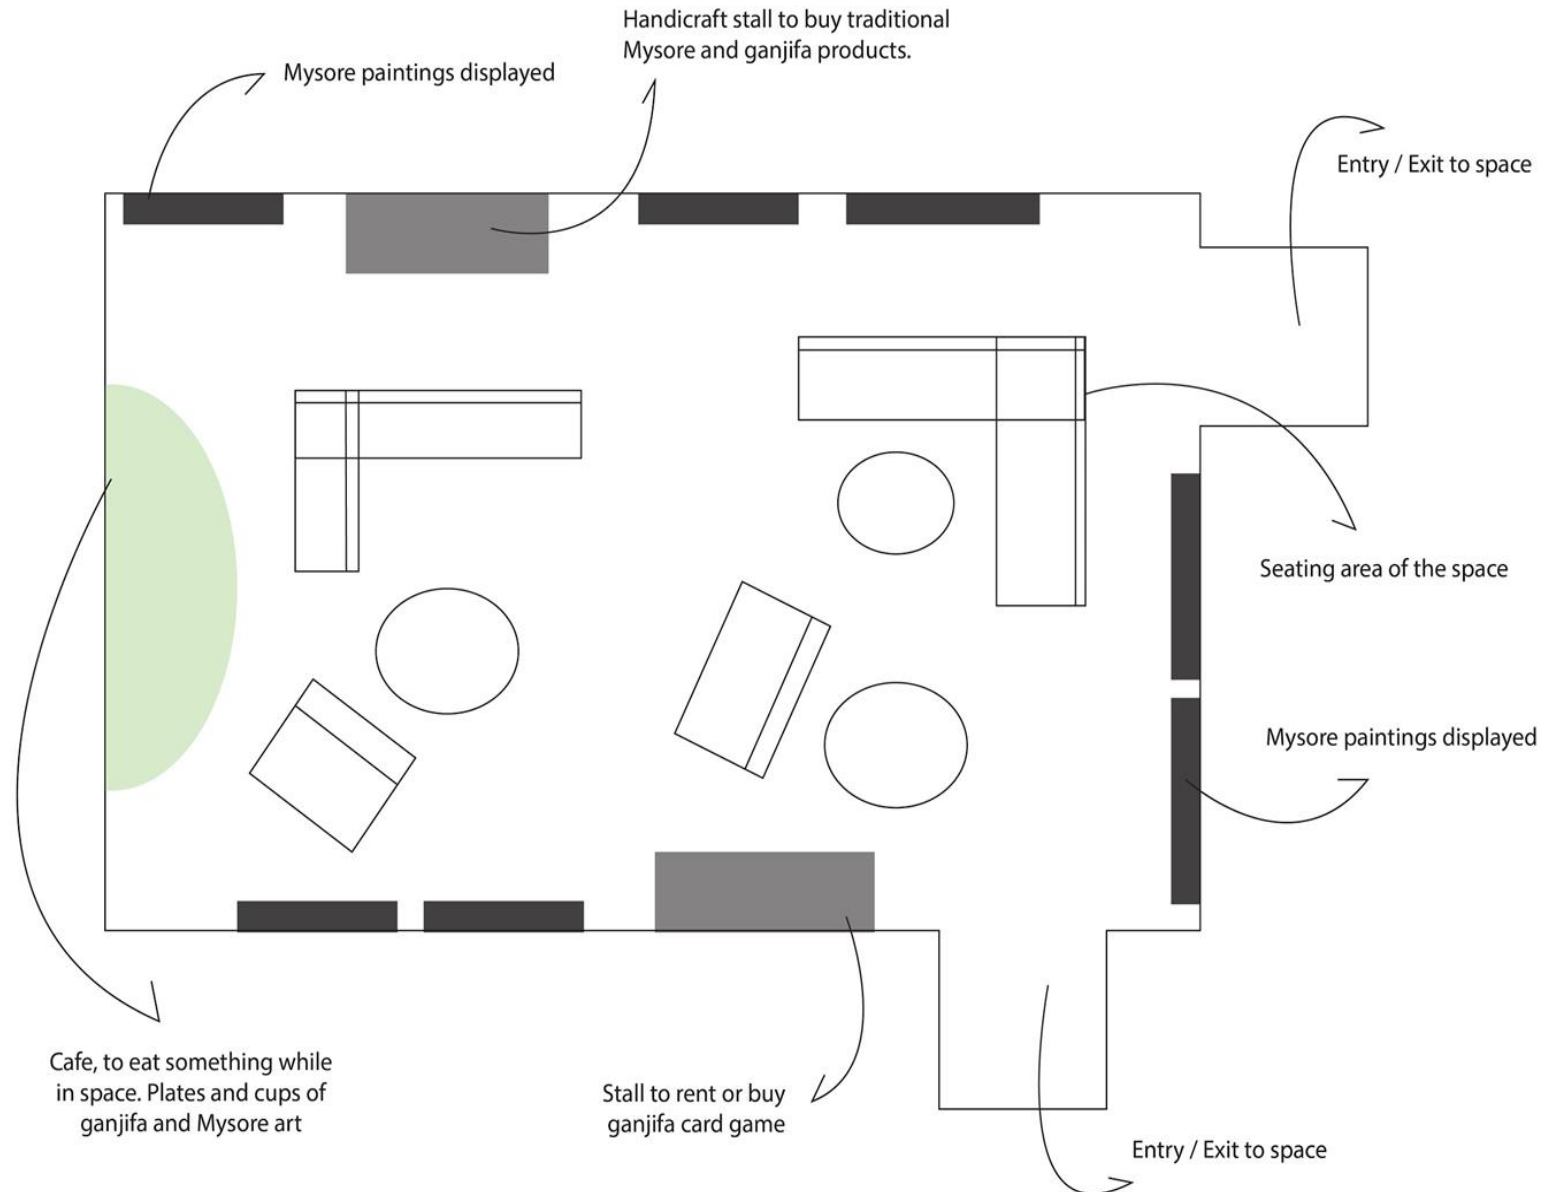 Handicraft stall to buy traditional
Mysore and ganjifa products.
Mysore paintings displayed
Entry / Exit to space
Seating area of the space
Mysore paintings displayed
Cafe, to eat something while
in space. Plates and cups of
ganjifa and Mysore art
Stall to rent or buy
ganjifa card game
Entry / Exit to space